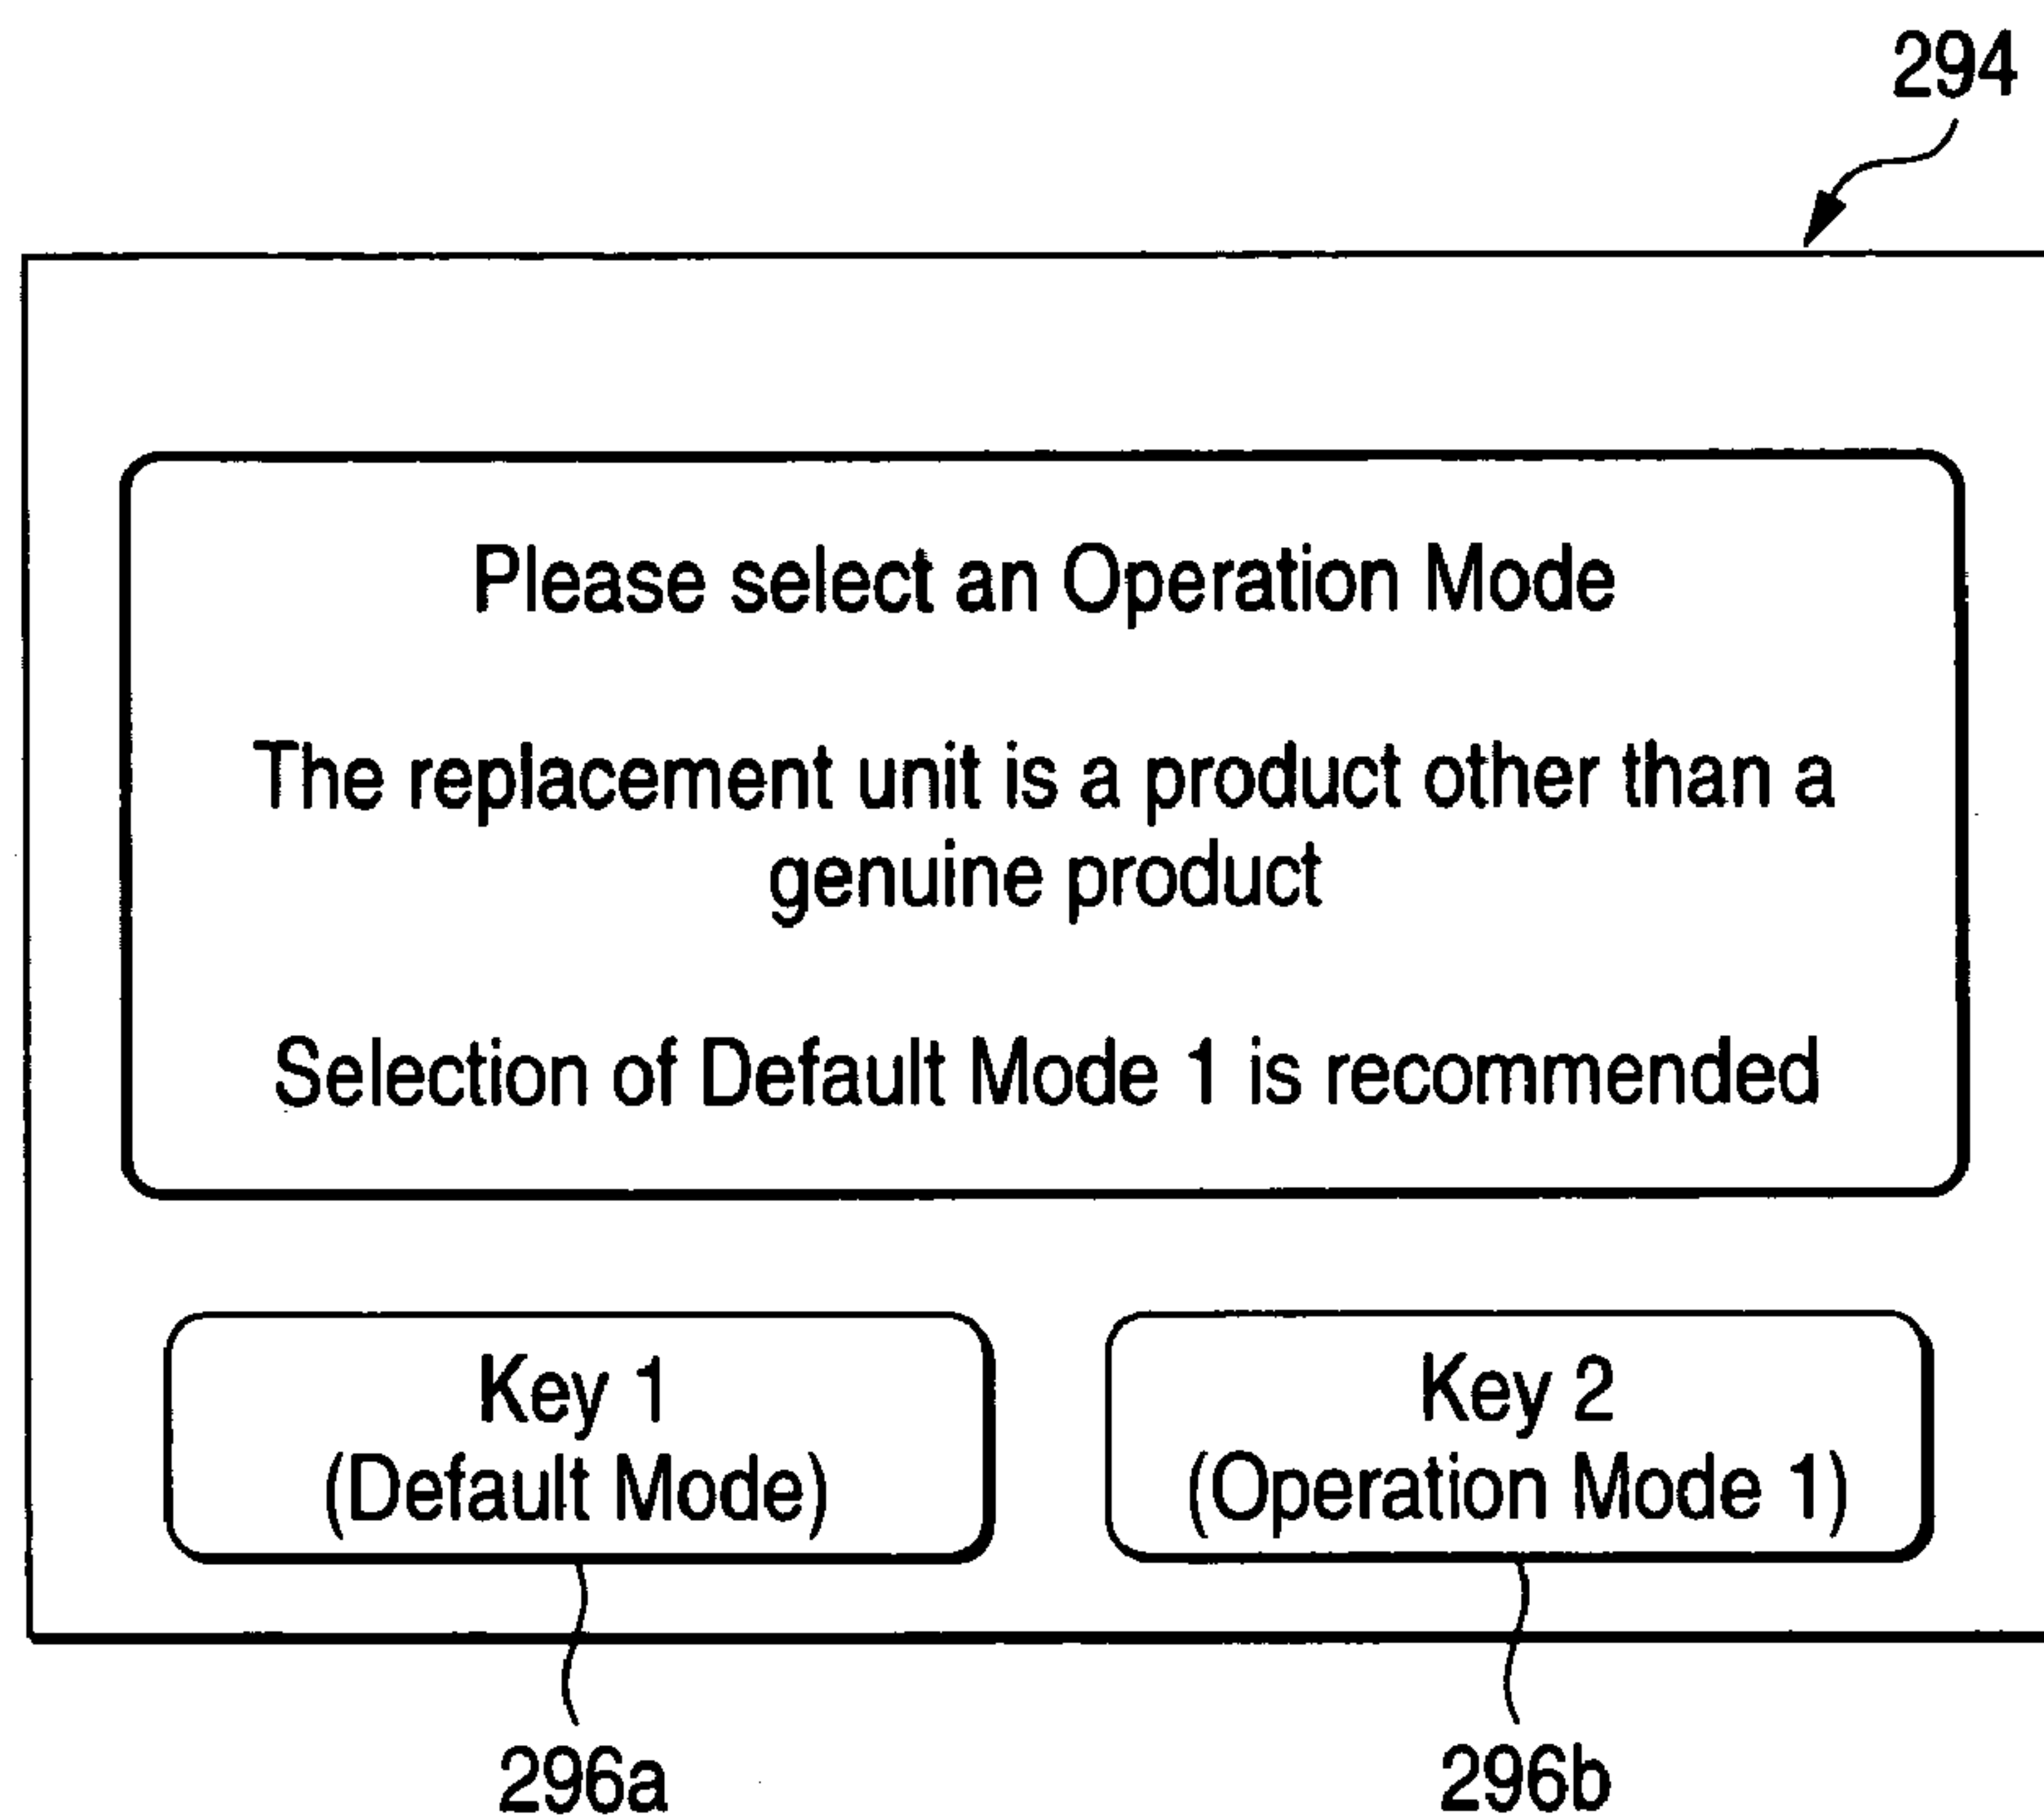 294
Please select an Operation Mode
The replacement unit is a product other than a
genuine product
Selection of Default Mode 1 is recommended
Key 1
(Default Mode)
Key 2
(Operation Mode 1)
296a
296b